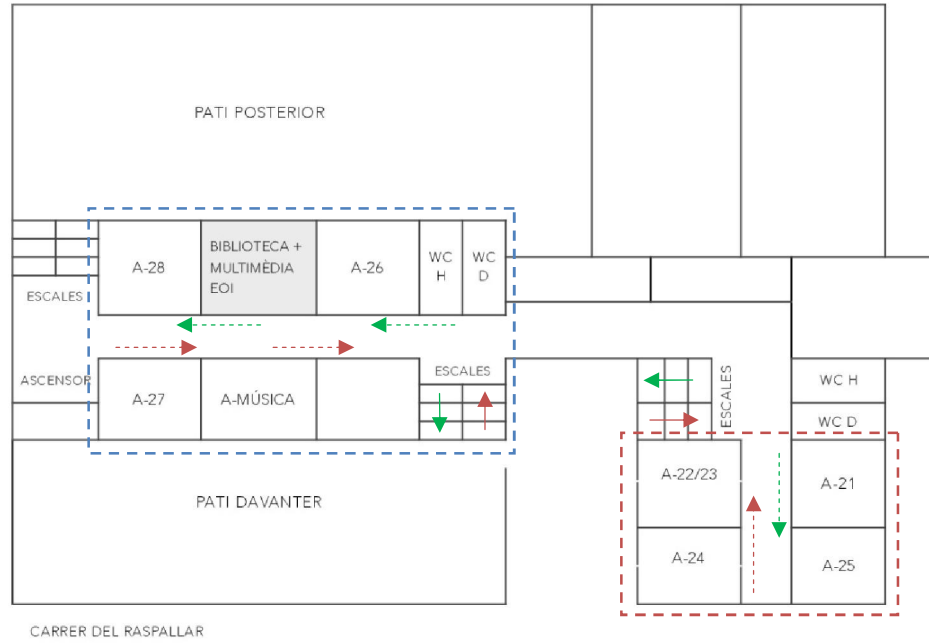 PATI POSTERIOR
A-28
BIBLIOTECA +
MULTIMÈDIA
EOI
A-26
WC
H
WC
D
ESCALES
ASCENSOR
A-27
A-MÚSICA
ESCALES
ESCALES
WC H
WC D
A-22/23
A-21
A-24
A-25
PATI DAVANTER
CARRER DEL RASPALLAR